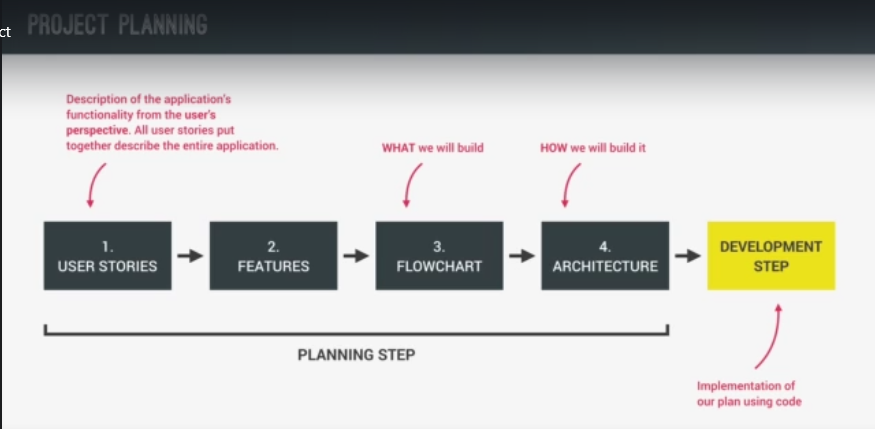 ct
PROJECT PLANNING
Description of the application's
functionality from the user's
perspective. All user stories put
together describe the entire application.
WHAT we will build
HOW we will build it
1.
USER STORIES
2.
FEATURES
3.
FLOWCHART
4.
ARCHITECTURE
DEVELOPMENT
STEP
PLANNING STEP
Implementation of
our plan using code